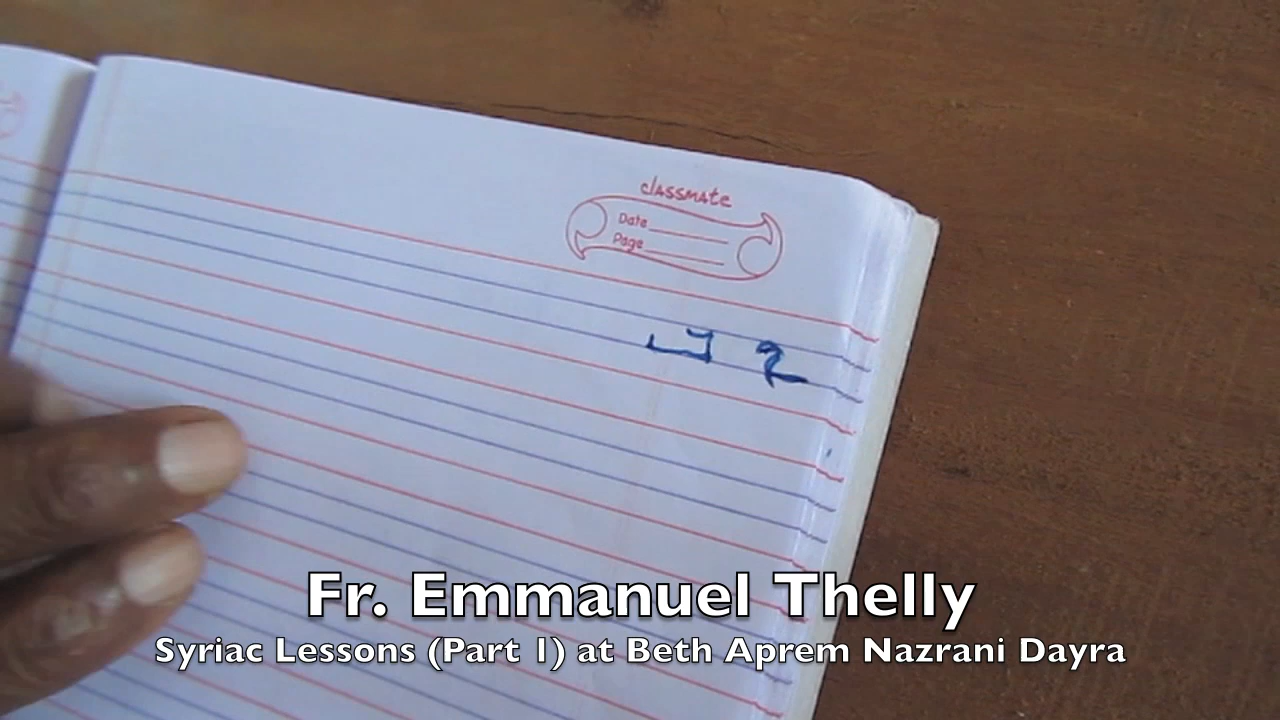 classmate
Date
Page
ܐ ܒ
Fr. Emmanuel Thelly
Syriac Lessons (Part 1) at Beth Aprem Nazrani Dayra